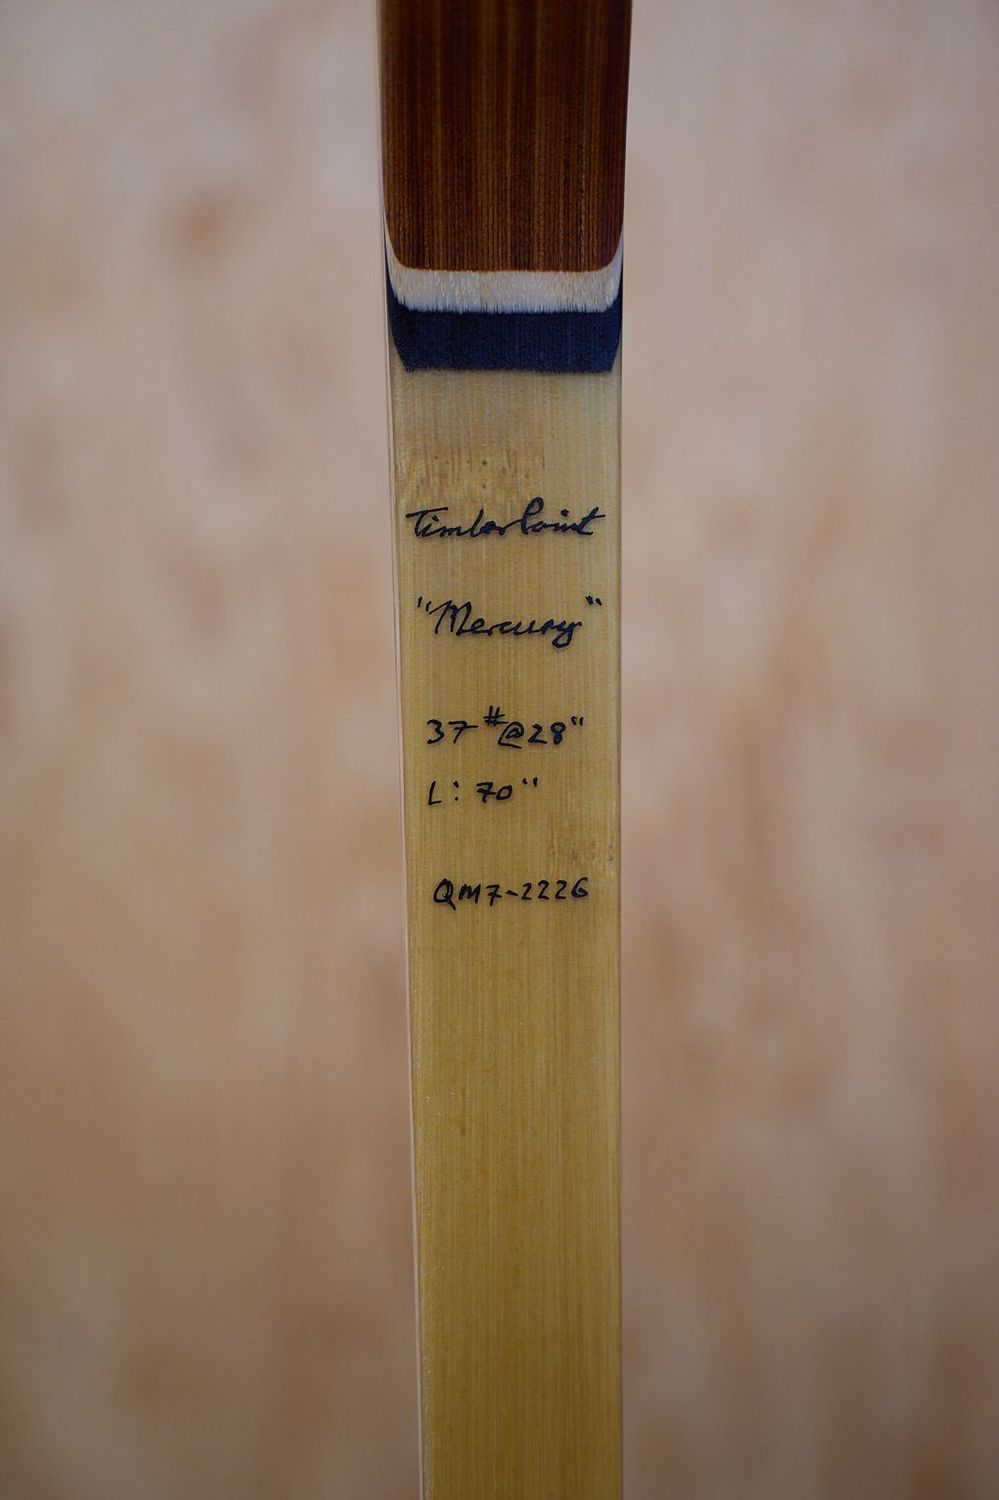 TimberPoint
"Mercury"
37#@28"
L: 70"
QM7-2226